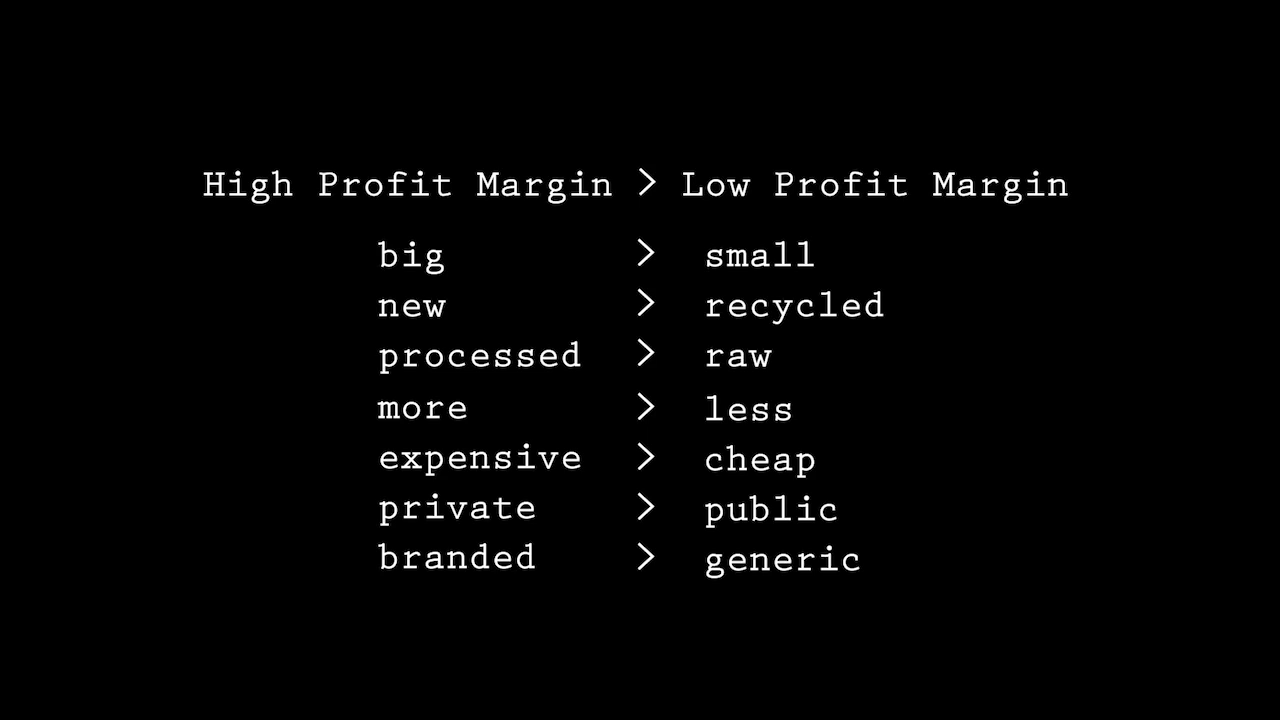 High Profit Margin > Low Profit Margin
big > small
new > recycled
processed > raw
more > less
expensive > cheap
private > public
branded > generic